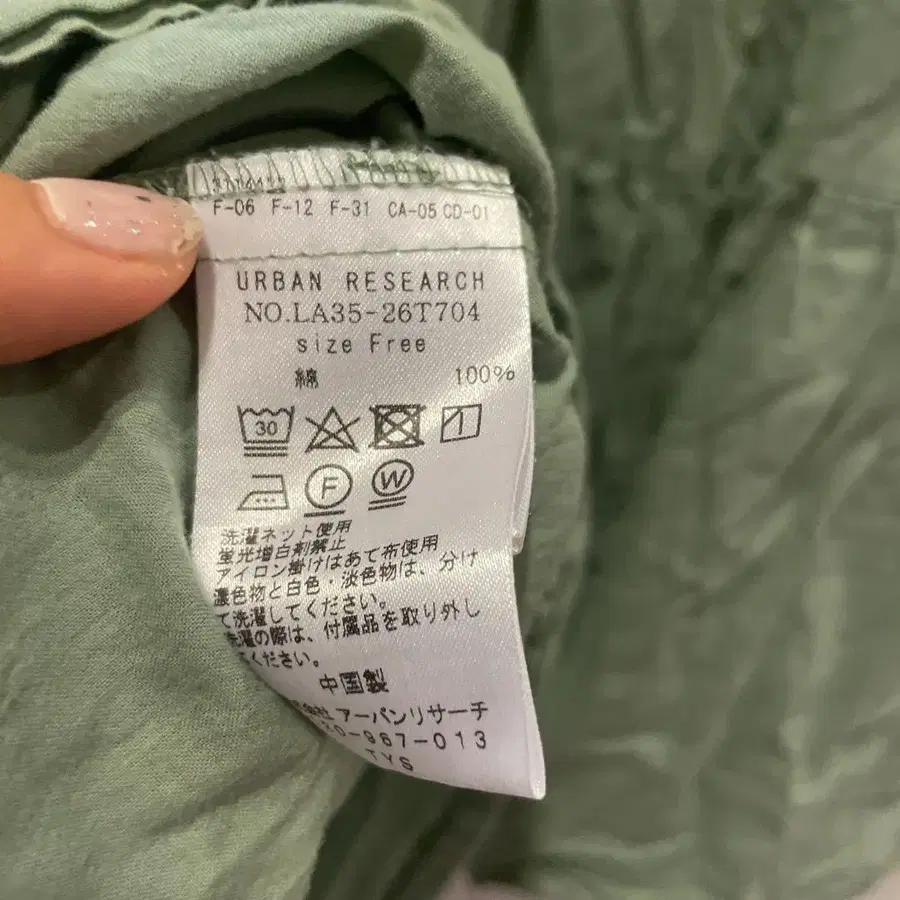 F-06 F-12 F-31 CA-05 CD-01
URBAN RESEARCH
NO.LA35-26T704
size Free
綿 100%
30
F W
洗濯ネット使用
蛍光増白剤禁止
アイロン掛けはあて布使用
濃色物と白色・淡色物は、分け
て洗濯してください。
洗濯の際は、付属品を取り外し
てください。
中国製
アーバンリサーチ
20-967-013
TYS